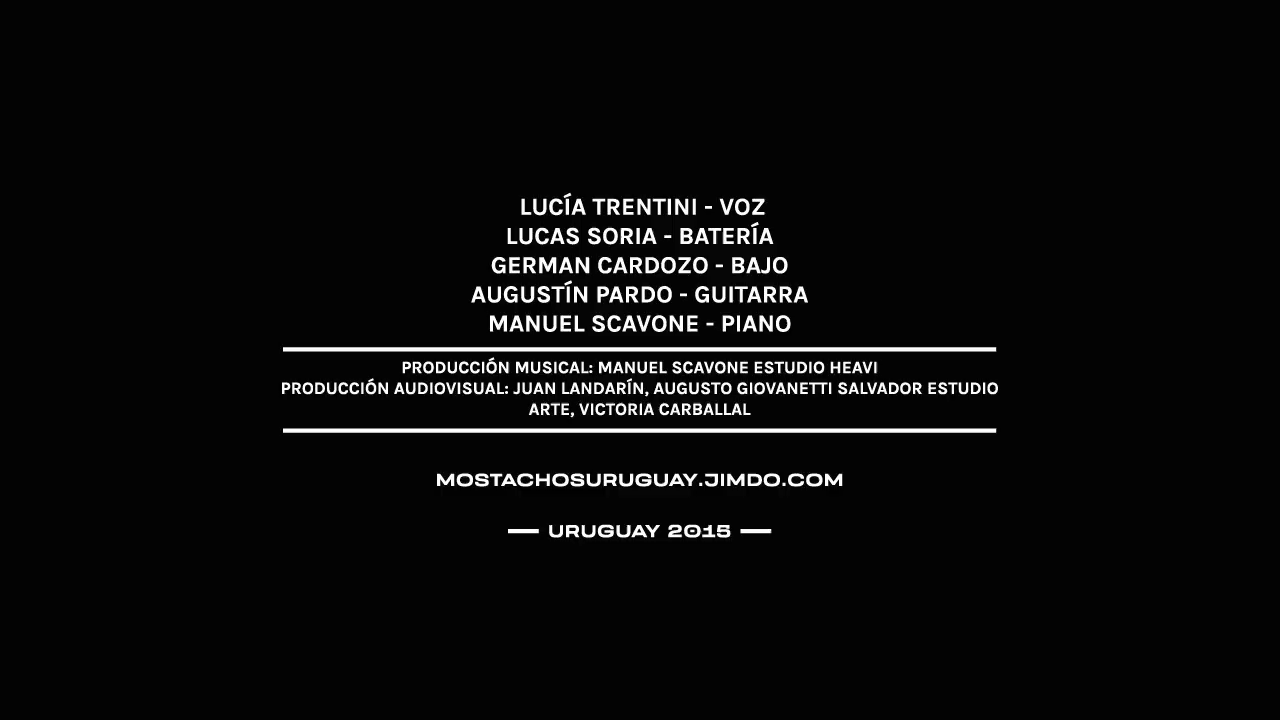 LUCÍA TRENTINI - VOZ
LUCAS SORIA - BATERÍA
GERMAN CARDOZO - BAJO
AUGUSTÍN PARDO - GUITARRA
MANUEL SCAVONE - PIANO
PRODUCCIÓN MUSICAL: MANUEL SCAVONE ESTUDIO HEAVI
PRODUCCIÓN AUDIOVISUAL: JUAN LANDARÍN, AUGUSTO GIOVANETTI SALVADOR ESTUDIO
ARTE, VICTORIA CARBALLAL
MOSTACHOSURUGUAY.JIMDO.COM
— URUGUAY 2015 —